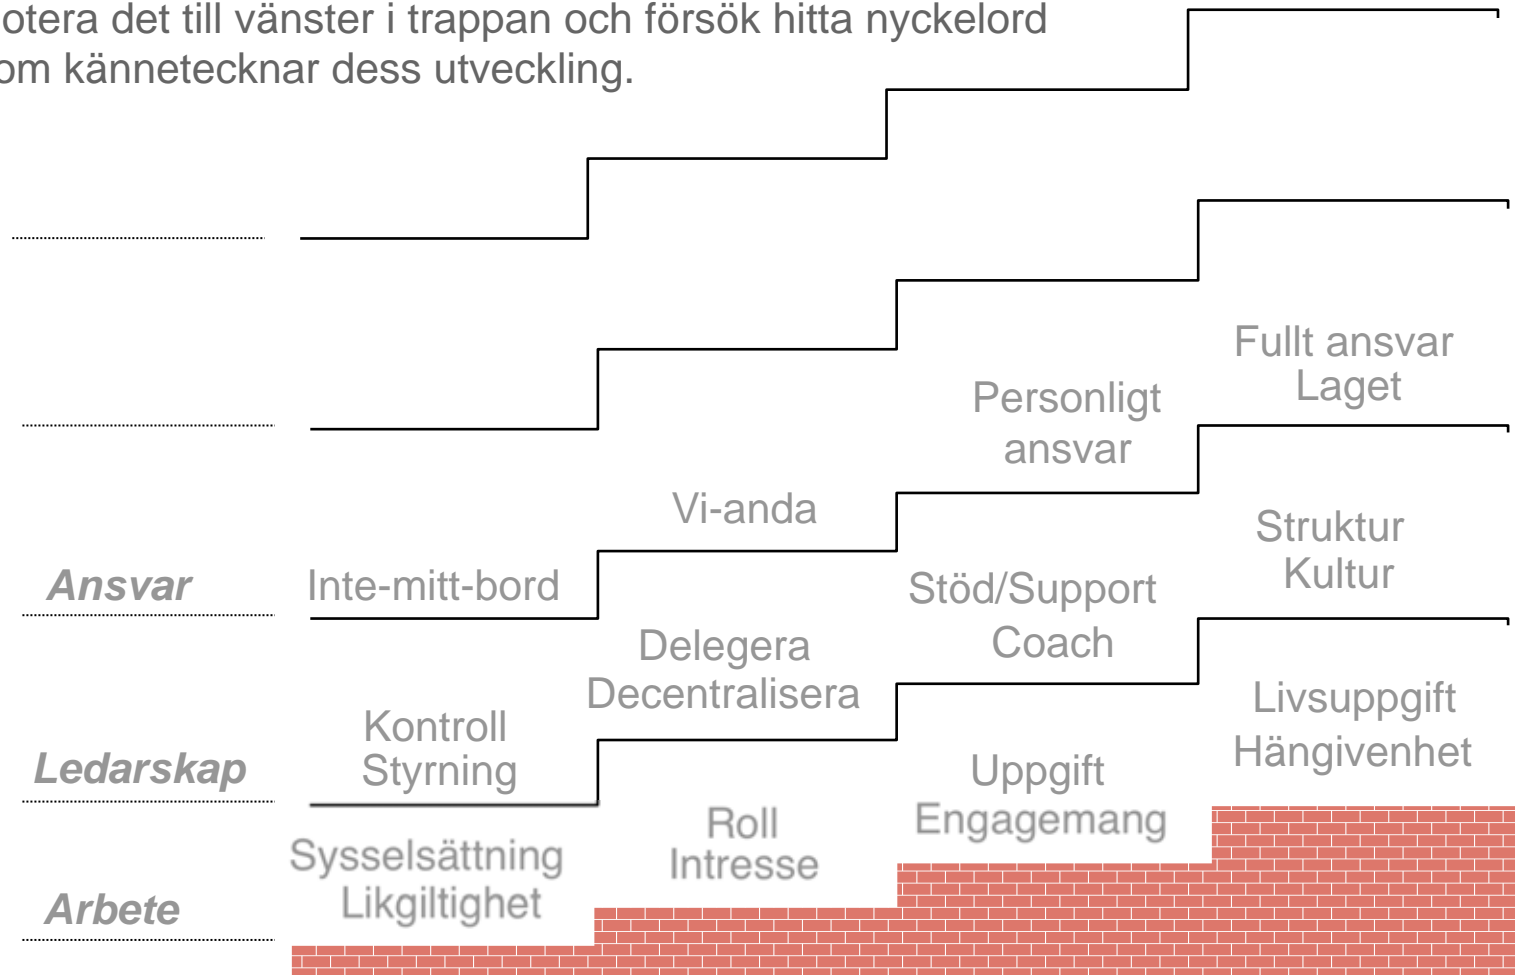 otera det till vänster i trappan och försök hitta nyckelord
om kännetecknar dess utveckling.
Fullt ansvar
Laget
Personligt
ansvar
Vi-anda
Ansvar
Inte-mitt-bord
Struktur
Kultur
Stöd/Support
Coach
Delegera
Decentralisera
Ledarskap
Kontroll
Styrning
Livsuppgift
Hängivenhet
Uppgift
Engagemang
Roll
Intresse
Arbete
Sysselsättning
Likgiltighet